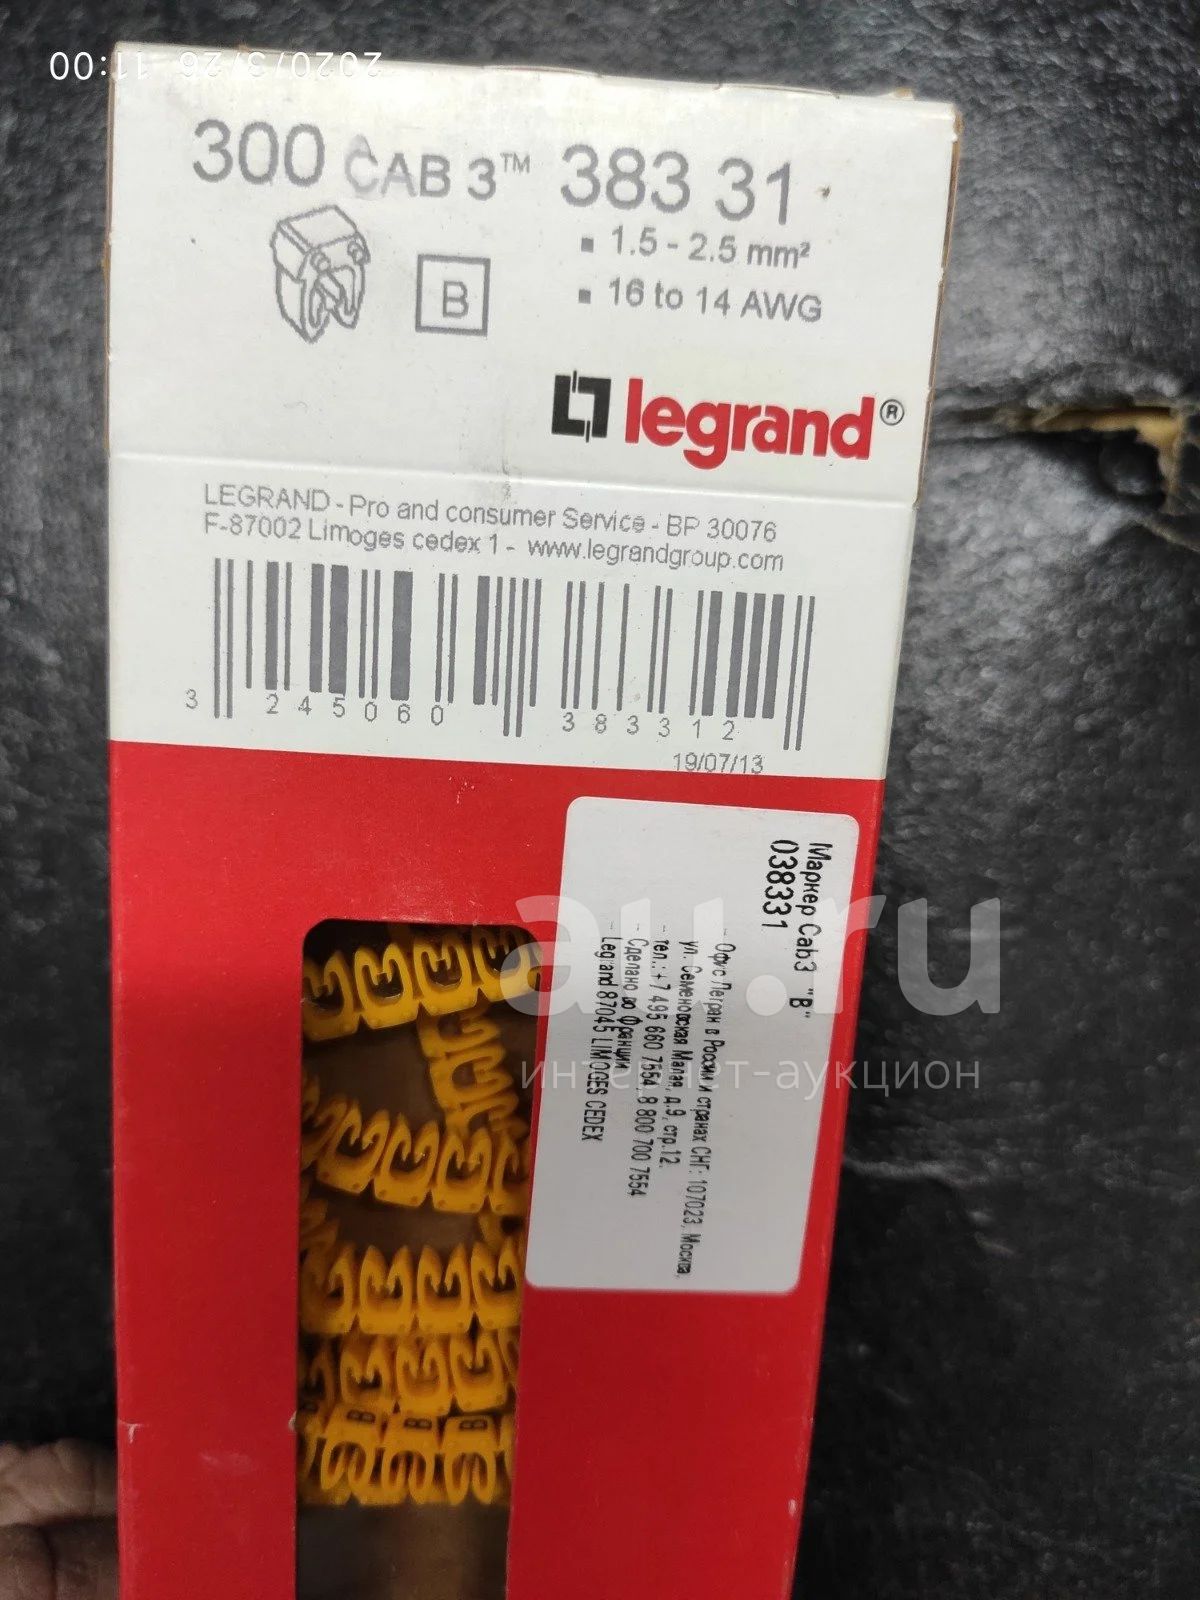 2020/3/26 11:00
300 CAB 3™ 383 31
B
▪ 1.5 - 2.5 mm²
▪ 16 to 14 AWG
legrand®
LEGRAND - Pro and consumer Service - BP 30076
F-87002 Limoges cedex 1 - www.legrandgroup.com
3 245060 383312
19/07/13
Маркер Cab3 "B"
038331
- Офис Легран в России и странах СНГ: 107023, Москва,
ул. Семеновская Малая, д.9, стр.12.
- тел.: +7 495 660 7554, 8 800 700 7554
- Сделано во Франции
- Legrand 87045 LIMOGES CEDEX
au.ru
интернет-аукцион
B
B
B